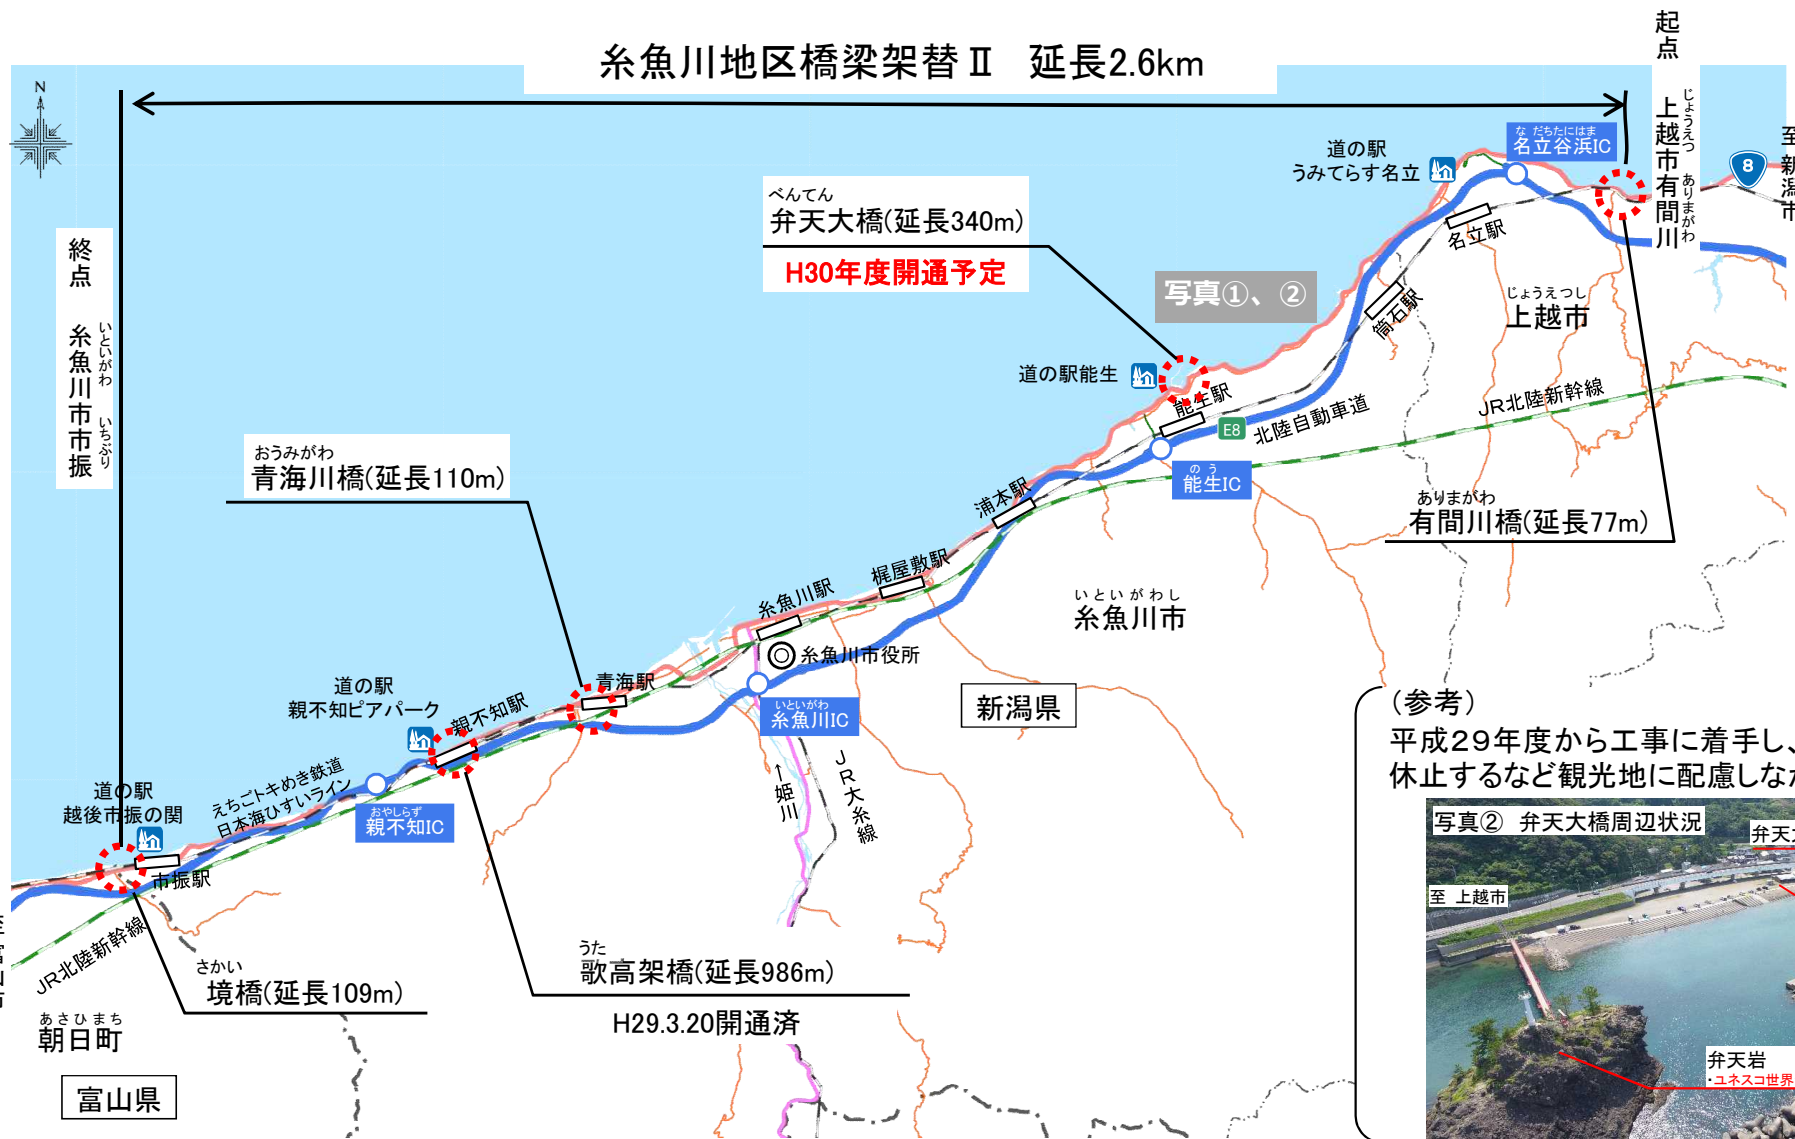 糸魚川地区橋梁架替Ⅱ　延長2.6km
起点　上越市有間川
じょうえつ　ありまがわ
至　新潟市
8
N
終点　糸魚川市市振
いといがわ　いちぶり
なだちたにはま
名立谷浜IC
道の駅
うみてらす名立
べんてん
弁天大橋(延長340m)
H30年度開通予定
写真①、②
名立駅
筒石駅
じょうえつし
上越市
道の駅能生
能生駅
E8
北陸自動車道
JR北陸新幹線
のう
能生IC
ありまがわ
有間川橋(延長77m)
おうみがわ
青海川橋(延長110m)
浦本駅
梶屋敷駅
糸魚川駅
いといがわし
糸魚川市
糸魚川市役所
青海駅
いといがわ
糸魚川IC
新潟県
道の駅
親不知ピアパーク
親不知駅
←姫川
JR大糸線
えちごトキめき鉄道
日本海ひすいライン
おやしらず
親不知IC
道の駅
越後市振の関
市振駅
JR北陸新幹線
さかい
境橋(延長109m)
うた
歌高架橋(延長986m)
H29.3.20開通済
あさひまち
朝日町
富山県
(参考)
平成29年度から工事に着手し、
休止するなど観光地に配慮しなが
写真②　弁天大橋周辺状況
弁天
至 上越市
弁天岩
・ユネスコ世界